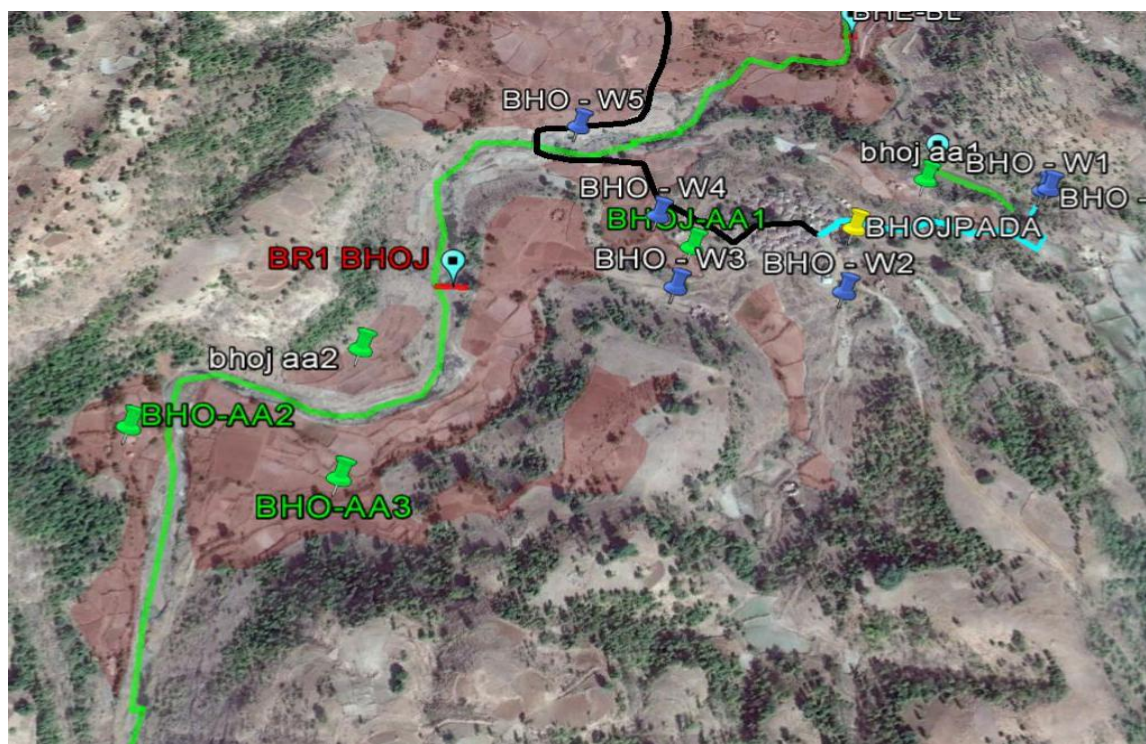 BHE-BL
BHO - W5
bhoj aa1
BHO - W1
BHO - W4
BHO -
BHOJ-AA1
BHOJPADA
BR1 BHOJ
BHO - W3
BHO - W2
bhoj aa2
BHO-AA2
BHO-AA3